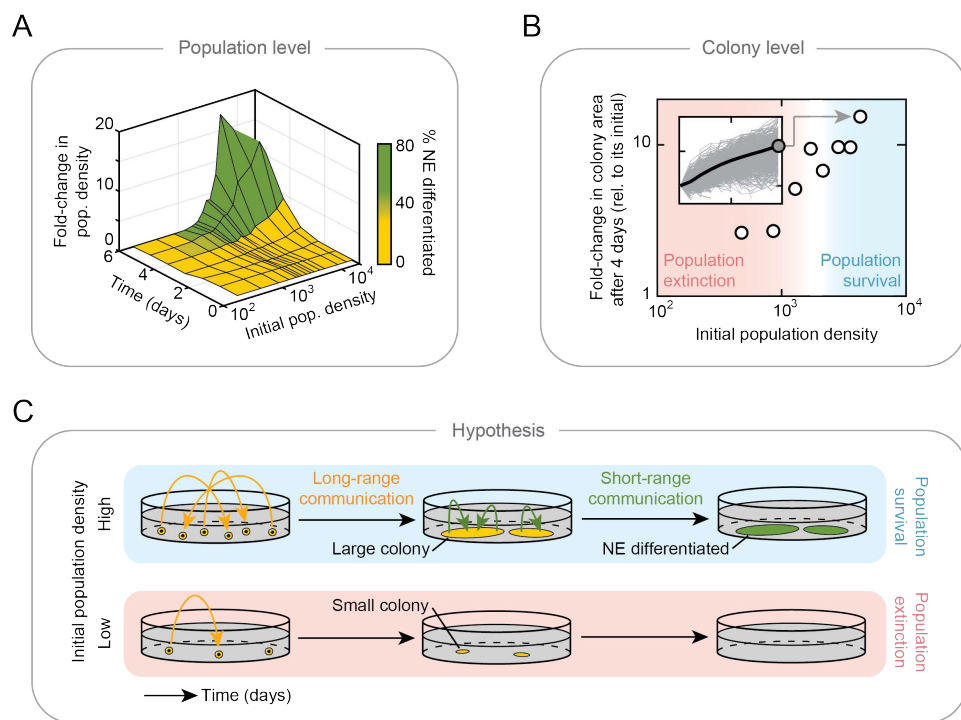 A
Population level
Fold-change in
pop. density
20
10
0
6
4
2
0
Time (days)
10²
10³
10⁴
Initial pop. density
80
40
0
% NE differentiated
B
Colony level
Fold-change in colony area
after 4 days (rel. to its initial)
10
1
Population
extinction
Population
survival
10²
10³
10⁴
Initial population density
C
Hypothesis
Initial population density
High
Long-range
communication
Short-range
communication
Large colony
NE differentiated
Population
survival
Low
Small colony
Population
extinction
Time (days)